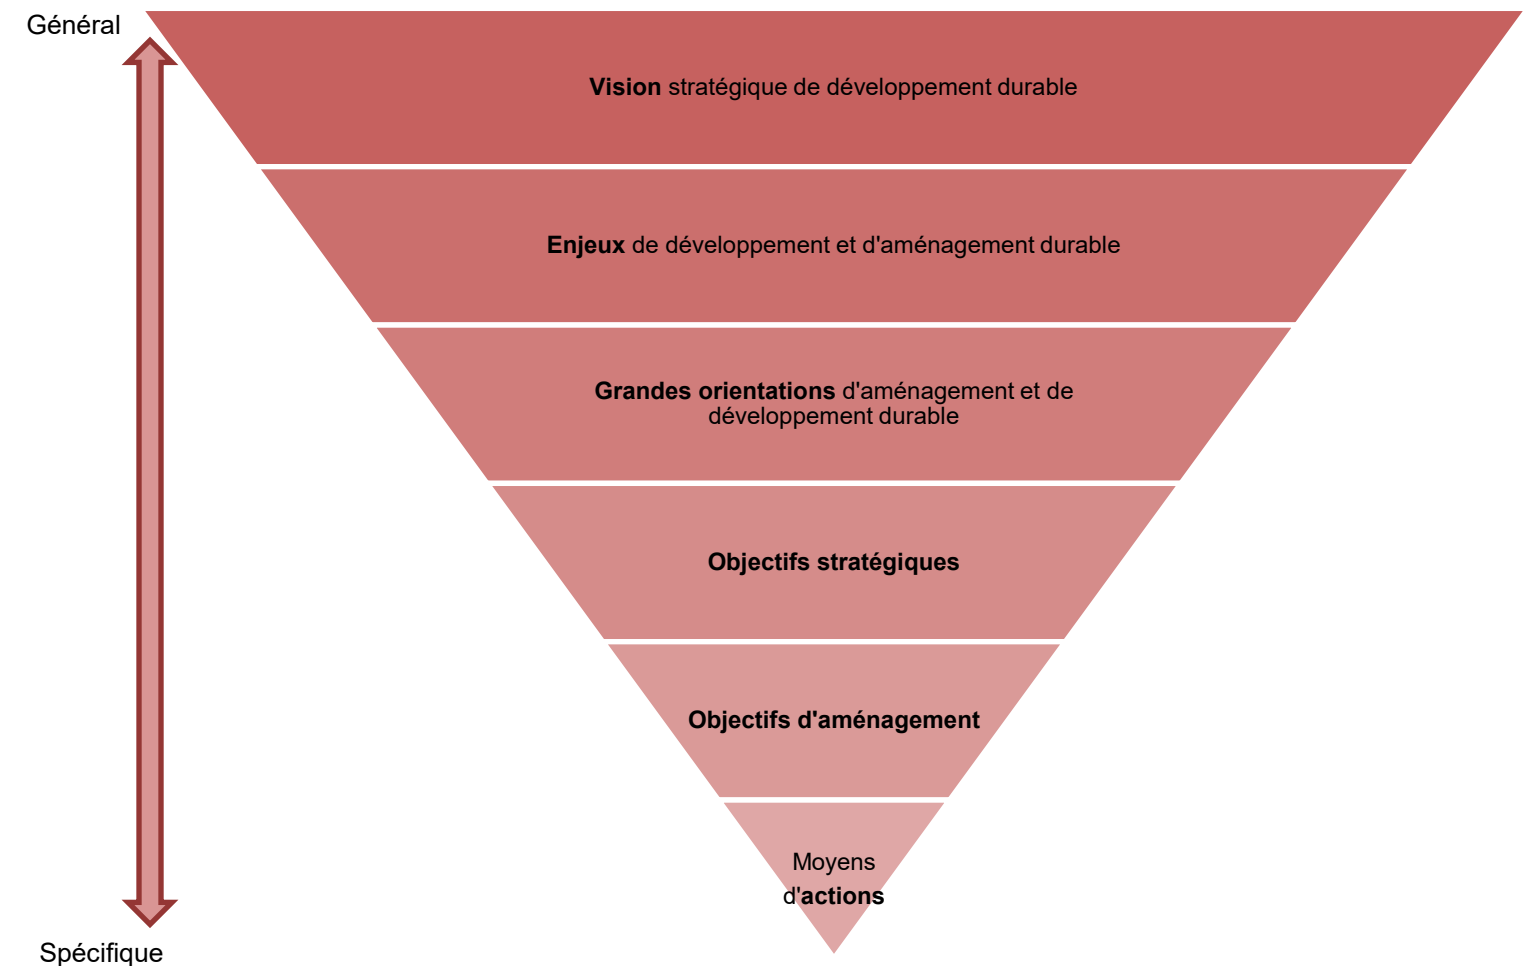 Général
Vision stratégique de développement durable
Enjeux de développement et d'aménagement durable
Grandes orientations d'aménagement et de
développement durable
Objectifs stratégiques
Objectifs d'aménagement
Moyens
d'actions
Spécifique